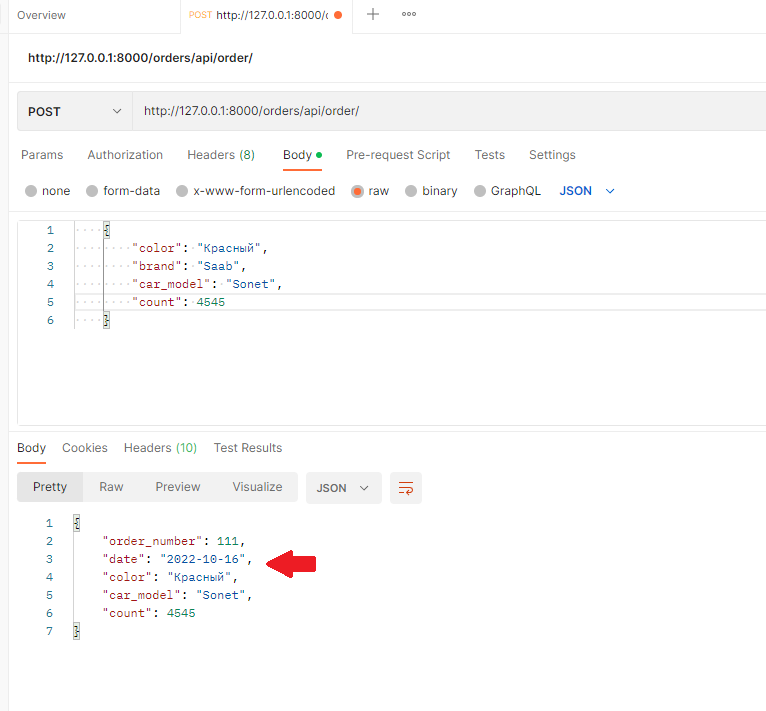 Overview
POST http://127.0.0.1:8000/
http://127.0.0.1:8000/orders/api/order/
POST http://127.0.0.1:8000/orders/api/order/
Params Authorization Headers (8) Body Pre-request Script Tests Settings
none form-data x-www-form-urlencoded raw binary GraphQL JSON
1 {
2 "color": "Красный",
3 "brand": "Saab",
4 "car_model": "Sonet",
5 "count": 4545
6 }
Body Cookies Headers (10) Test Results
Pretty Raw Preview Visualize JSON
1 {
2 "order_number": 111,
3 "date": "2022-10-16",
4 "color": "Красный",
5 "car_model": "Sonet",
6 "count": 4545
7 }